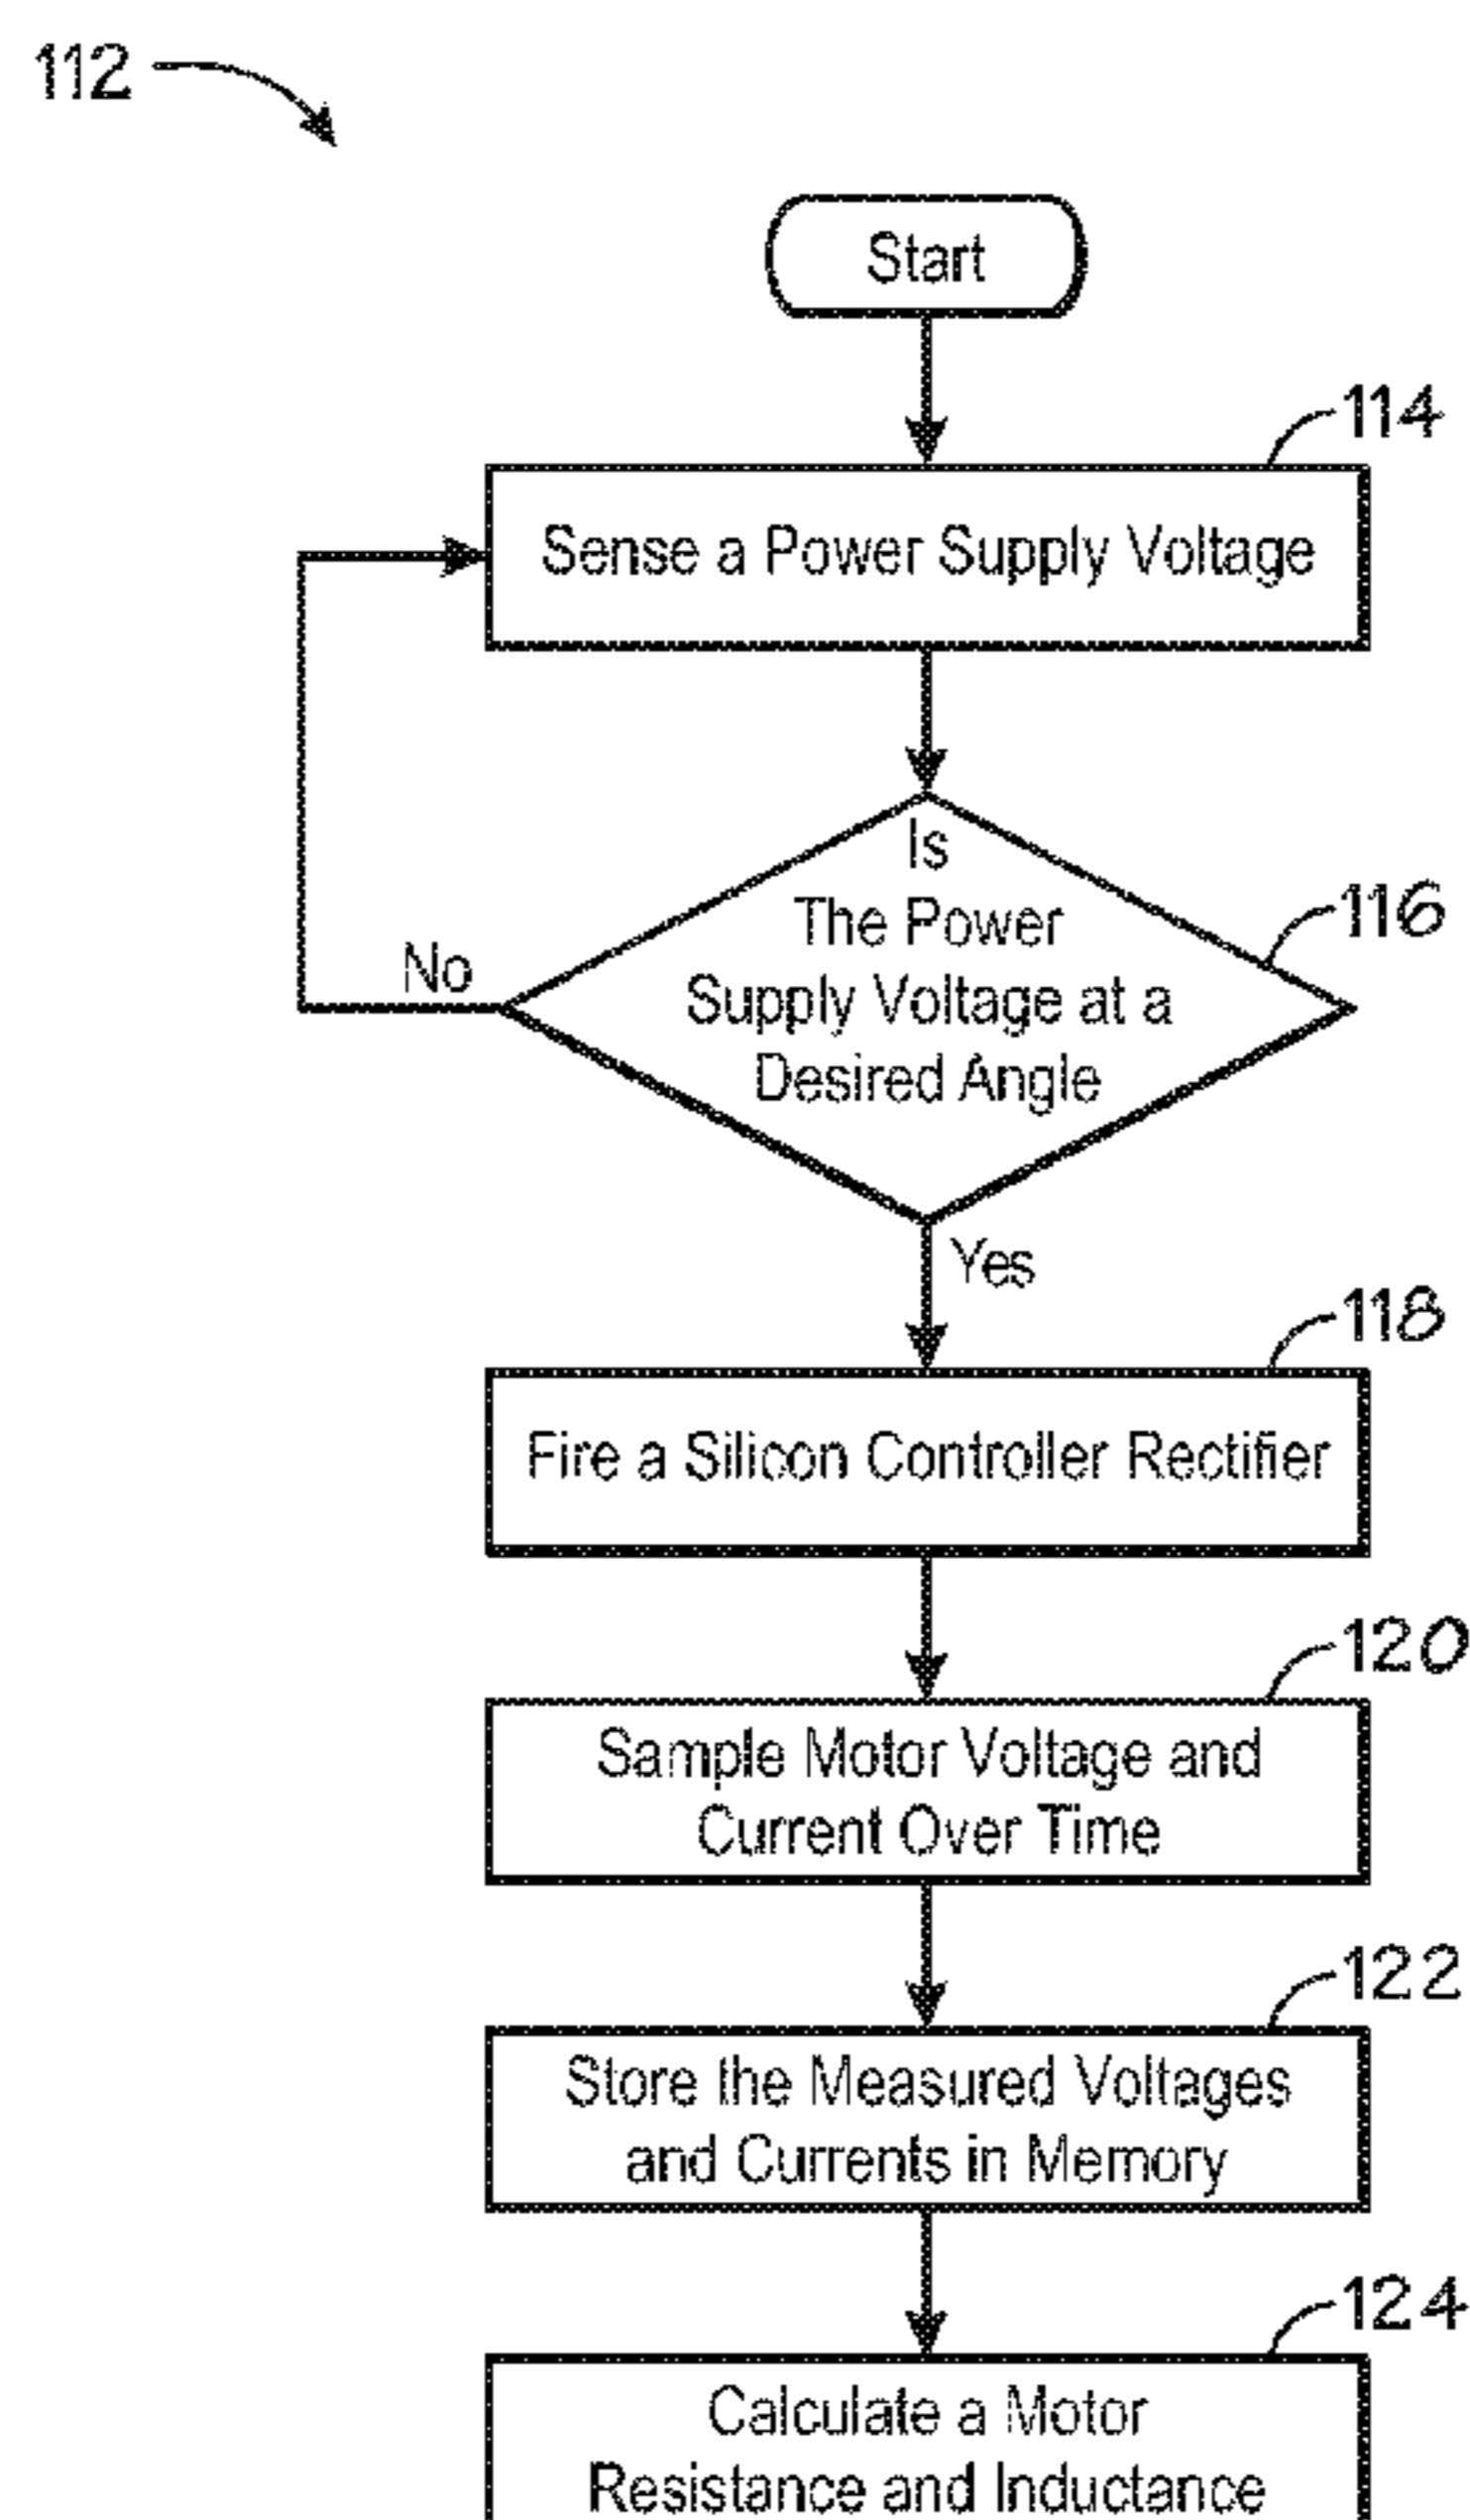 112
Start
114
Sense a Power Supply Voltage
Is
The Power
Supply Voltage at a
Desired Angle
116
No
Yes
118
Fire a Silicon Controller Rectifier
120
Sample Motor Voltage and
Current Over Time
122
Store the Measured Voltages
and Currents in Memory
124
Calculate a Motor
Resistance and Inductance